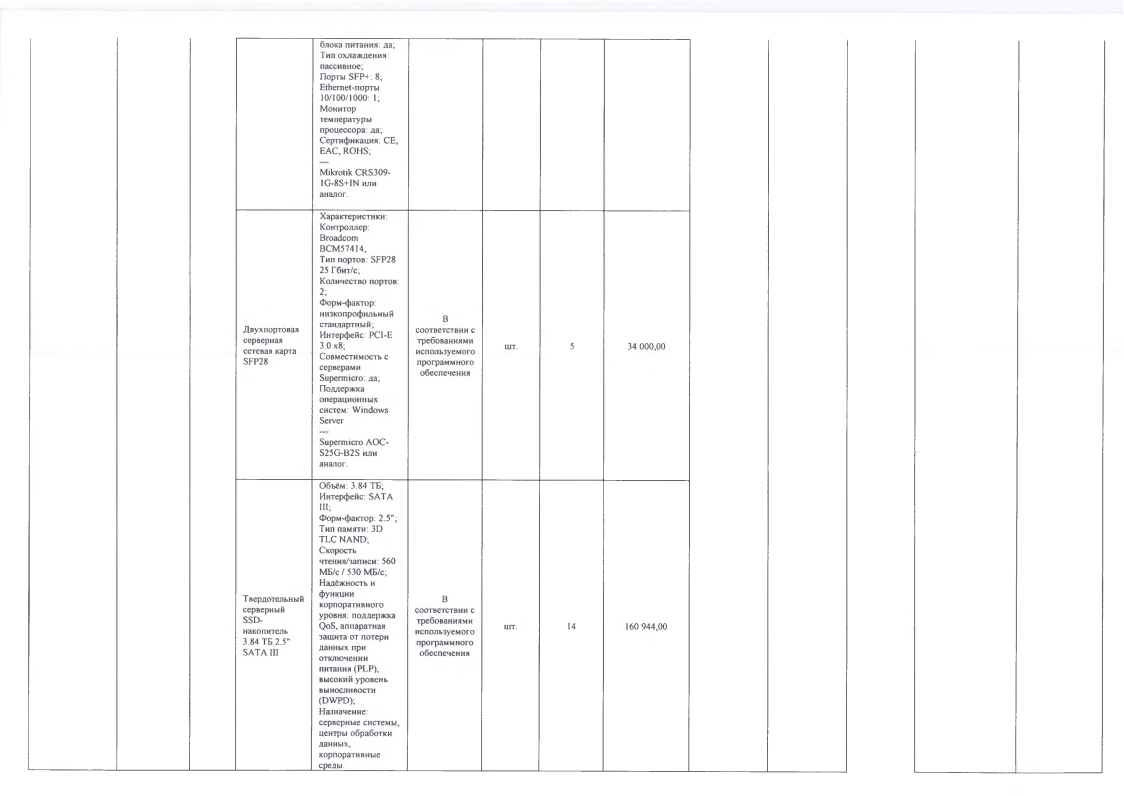 блока питания: да;
Тип охлаждения:
пассивное;
Порты SFP+: 8;
Ethernet-порты
10/100/1000: 1;
Монитор
температуры
процессора: да;
Сертификация: CE,
EAC, ROHS;
—
Mikrotik CRS309-
1G-8S+IN или
аналог.
Двухпортовая
серверная
сетевая карта
SFP28
Характеристики:
Контроллер:
Broadcom
BCM57414;
Тип портов: SFP28
25 Гбит/с;
Количество портов:
2;
Форм-фактор:
низкопрофильный
стандартный;
Интерфейс: PCI-E
3.0 x8;
Совместимость с
серверами
Supermicro: да;
Поддержка
операционных
систем: Windows
Server
—
Supermicro AOC-
S25G-B2S или
аналог.
В
соответствии с
требованиями
используемого
программного
обеспечения
шт.
5
34 000,00
Твердотельный
серверный
SSD-
накопитель
3.84 ТБ 2.5"
SATA III
Объём: 3.84 ТБ;
Интерфейс: SATA
III;
Форм-фактор: 2.5";
Тип памяти: 3D
TLC NAND;
Скорость
чтения/записи: 560
МБ/с / 530 МБ/с;
Надёжность и
функции
корпоративного
уровня: поддержка
QoS, аппаратная
защита от потери
данных при
отключении
питания (PLP),
высокий уровень
выносливости
(DWPD);
Назначение:
серверные системы,
центры обработки
данных,
корпоративные
среды.
В
соответствии с
требованиями
используемого
программного
обеспечения
шт.
14
160 944,00